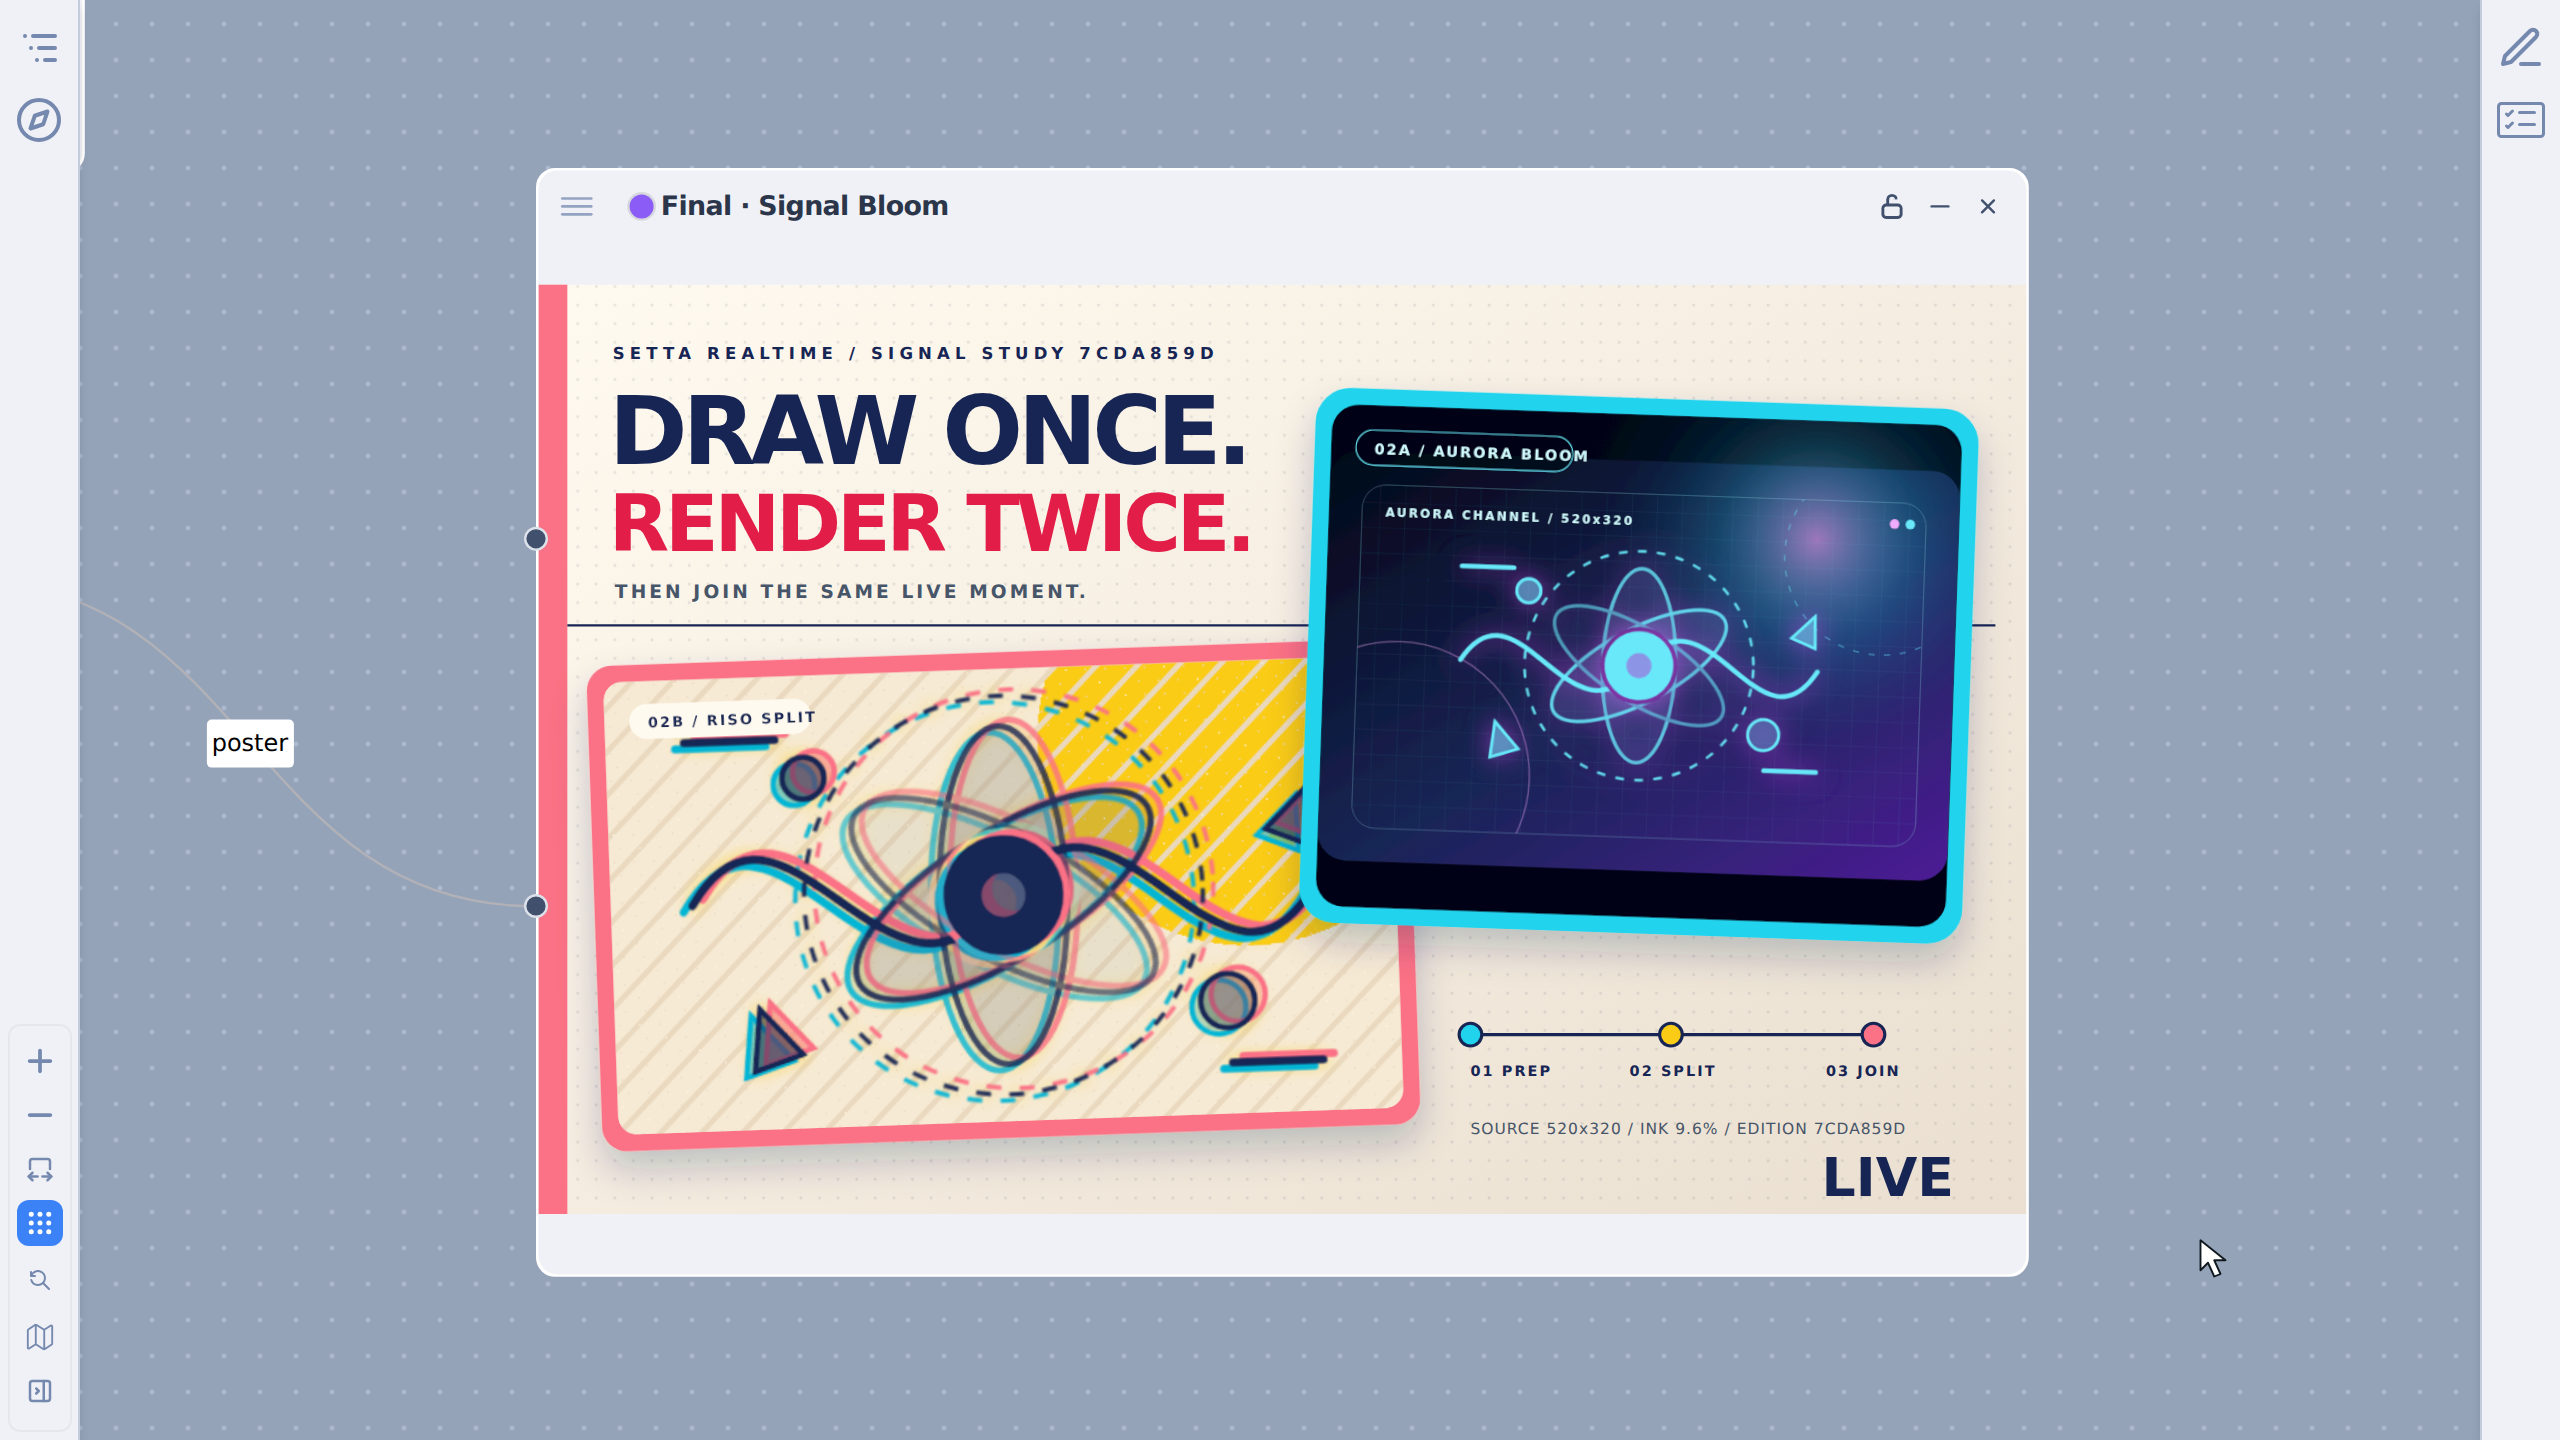 Final · Signal Bloom
SETTA REALTIME / SIGNAL STUDY 7CDA859D
DRAW ONCE.
RENDER TWICE.
THEN JOIN THE SAME LIVE MOMENT.
02A / AURORA BLOOM
AURORA CHANNEL / 520x320
02B / RISO SPLIT
poster
01 PREP
02 SPLIT
03 JOIN
SOURCE 520x320 / INK 9.6% / EDITION 7CDA859D
LIVE